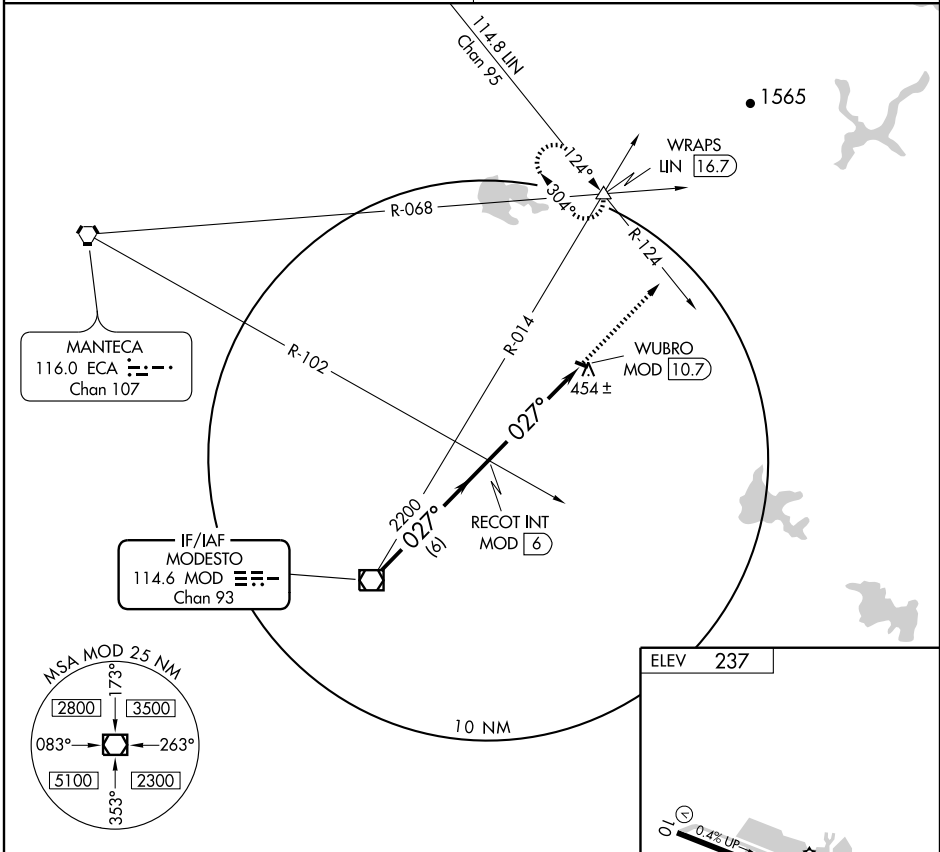 114.8 LIN
Chan 95
1565
WRAPS
LIN 16.7
124°
304°
R-068
R-124
MANTECA
116.0 ECA
Chan 107
R-102
R-014
WUBRO
MOD 10.7
454 ±
027°
RECOT INT
MOD 6
2200
027°
(6)
IF/IAF
MODESTO
114.6 MOD
Chan 93
10 NM
MSA MOD 25 NM
173°
2800
3500
083°
263°
5100
2300
353°
ELEV 237
V
10
0.4% UP